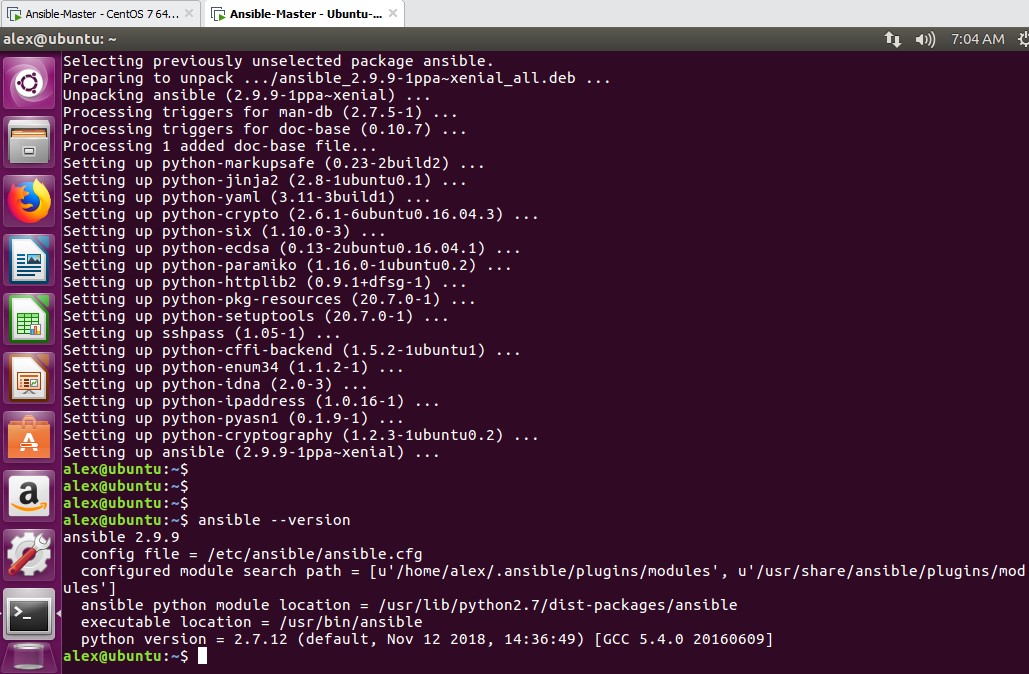 Ansible-Master - CentOS 7 64...
Ansible-Master - Ubuntu-...
alex@ubuntu: ~
7:04 AM
Selecting previously unselected package ansible.
Preparing to unpack .../ansible_2.9.9-1ppa~xenial_all.deb ...
Unpacking ansible (2.9.9-1ppa~xenial) ...
Processing triggers for man-db (2.7.5-1) ...
Processing triggers for doc-base (0.10.7) ...
Processing 1 added doc-base file...
Setting up python-markupsafe (0.23-2build2) ...
Setting up python-jinja2 (2.8-1ubuntu0.1) ...
Setting up python-yaml (3.11-3build1) ...
Setting up python-crypto (2.6.1-6ubuntu0.16.04.3) ...
Setting up python-six (1.10.0-3) ...
Setting up python-ecdsa (0.13-2ubuntu0.16.04.1) ...
Setting up python-paramiko (1.16.0-1ubuntu0.2) ...
Setting up python-httplib2 (0.9.1+dfsg-1) ...
Setting up python-pkg-resources (20.7.0-1) ...
Setting up python-setuptools (20.7.0-1) ...
Setting up sshpass (1.05-1) ...
Setting up python-cffi-backend (1.5.2-1ubuntu1) ...
Setting up python-enum34 (1.1.2-1) ...
Setting up python-idna (2.0-3) ...
Setting up python-ipaddress (1.0.16-1) ...
Setting up python-pyasn1 (0.1.9-1) ...
Setting up python-cryptography (1.2.3-1ubuntu0.2) ...
Setting up ansible (2.9.9-1ppa~xenial) ...
alex@ubuntu:~$
alex@ubuntu:~$
alex@ubuntu:~$
alex@ubuntu:~$ ansible --version
ansible 2.9.9
  config file = /etc/ansible/ansible.cfg
  configured module search path = [u'/home/alex/.ansible/plugins/modules', u'/usr/share/ansible/plugins/mod
ules']
  ansible python module location = /usr/lib/python2.7/dist-packages/ansible
  executable location = /usr/bin/ansible
  python version = 2.7.12 (default, Nov 12 2018, 14:36:49) [GCC 5.4.0 20160609]
alex@ubuntu:~$